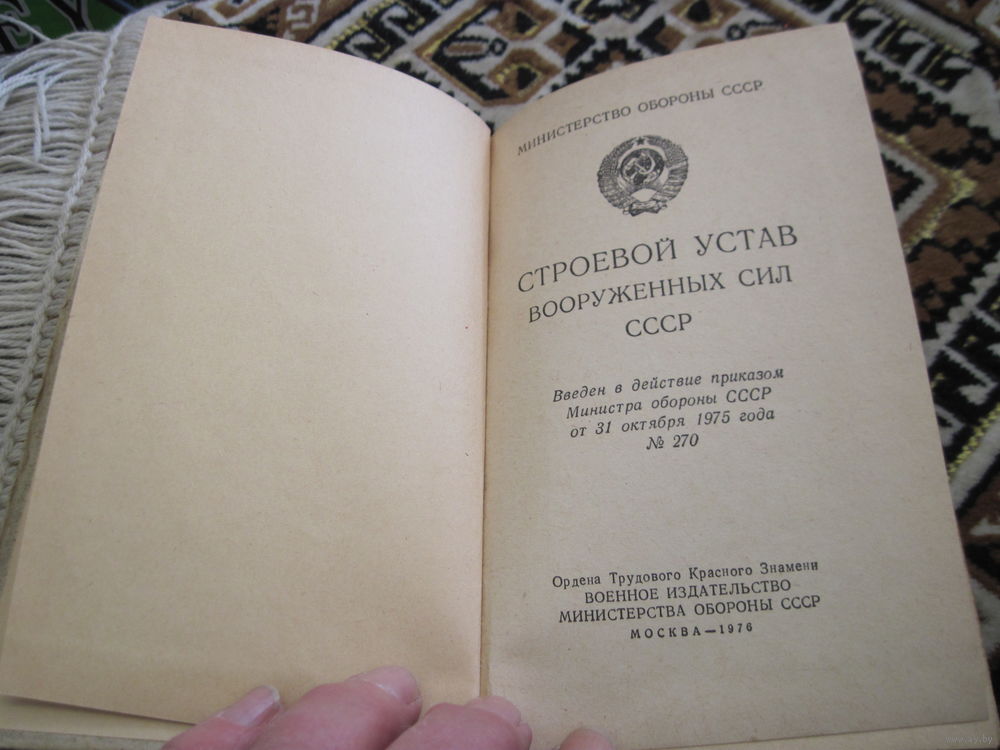 МИНИСТЕРСТВО ОБОРОНЫ СССР
СТРОЕВОЙ УСТАВ
ВООРУЖЕННЫХ СИЛ
СССР
Введен в действие приказом
Министра обороны СССР
от 31 октября 1975 года
№ 270
Ордена Трудового Красного Знамени
ВОЕННОЕ ИЗДАТЕЛЬСТВО
МИНИСТЕРСТВА ОБОРОНЫ СССР
МОСКВА—1976